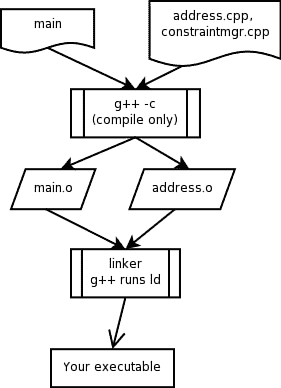 main
address.cpp,
constraintmgr.cpp
g++ -c
(compile only)
main.o
address.o
linker
g++ runs ld
Your executable